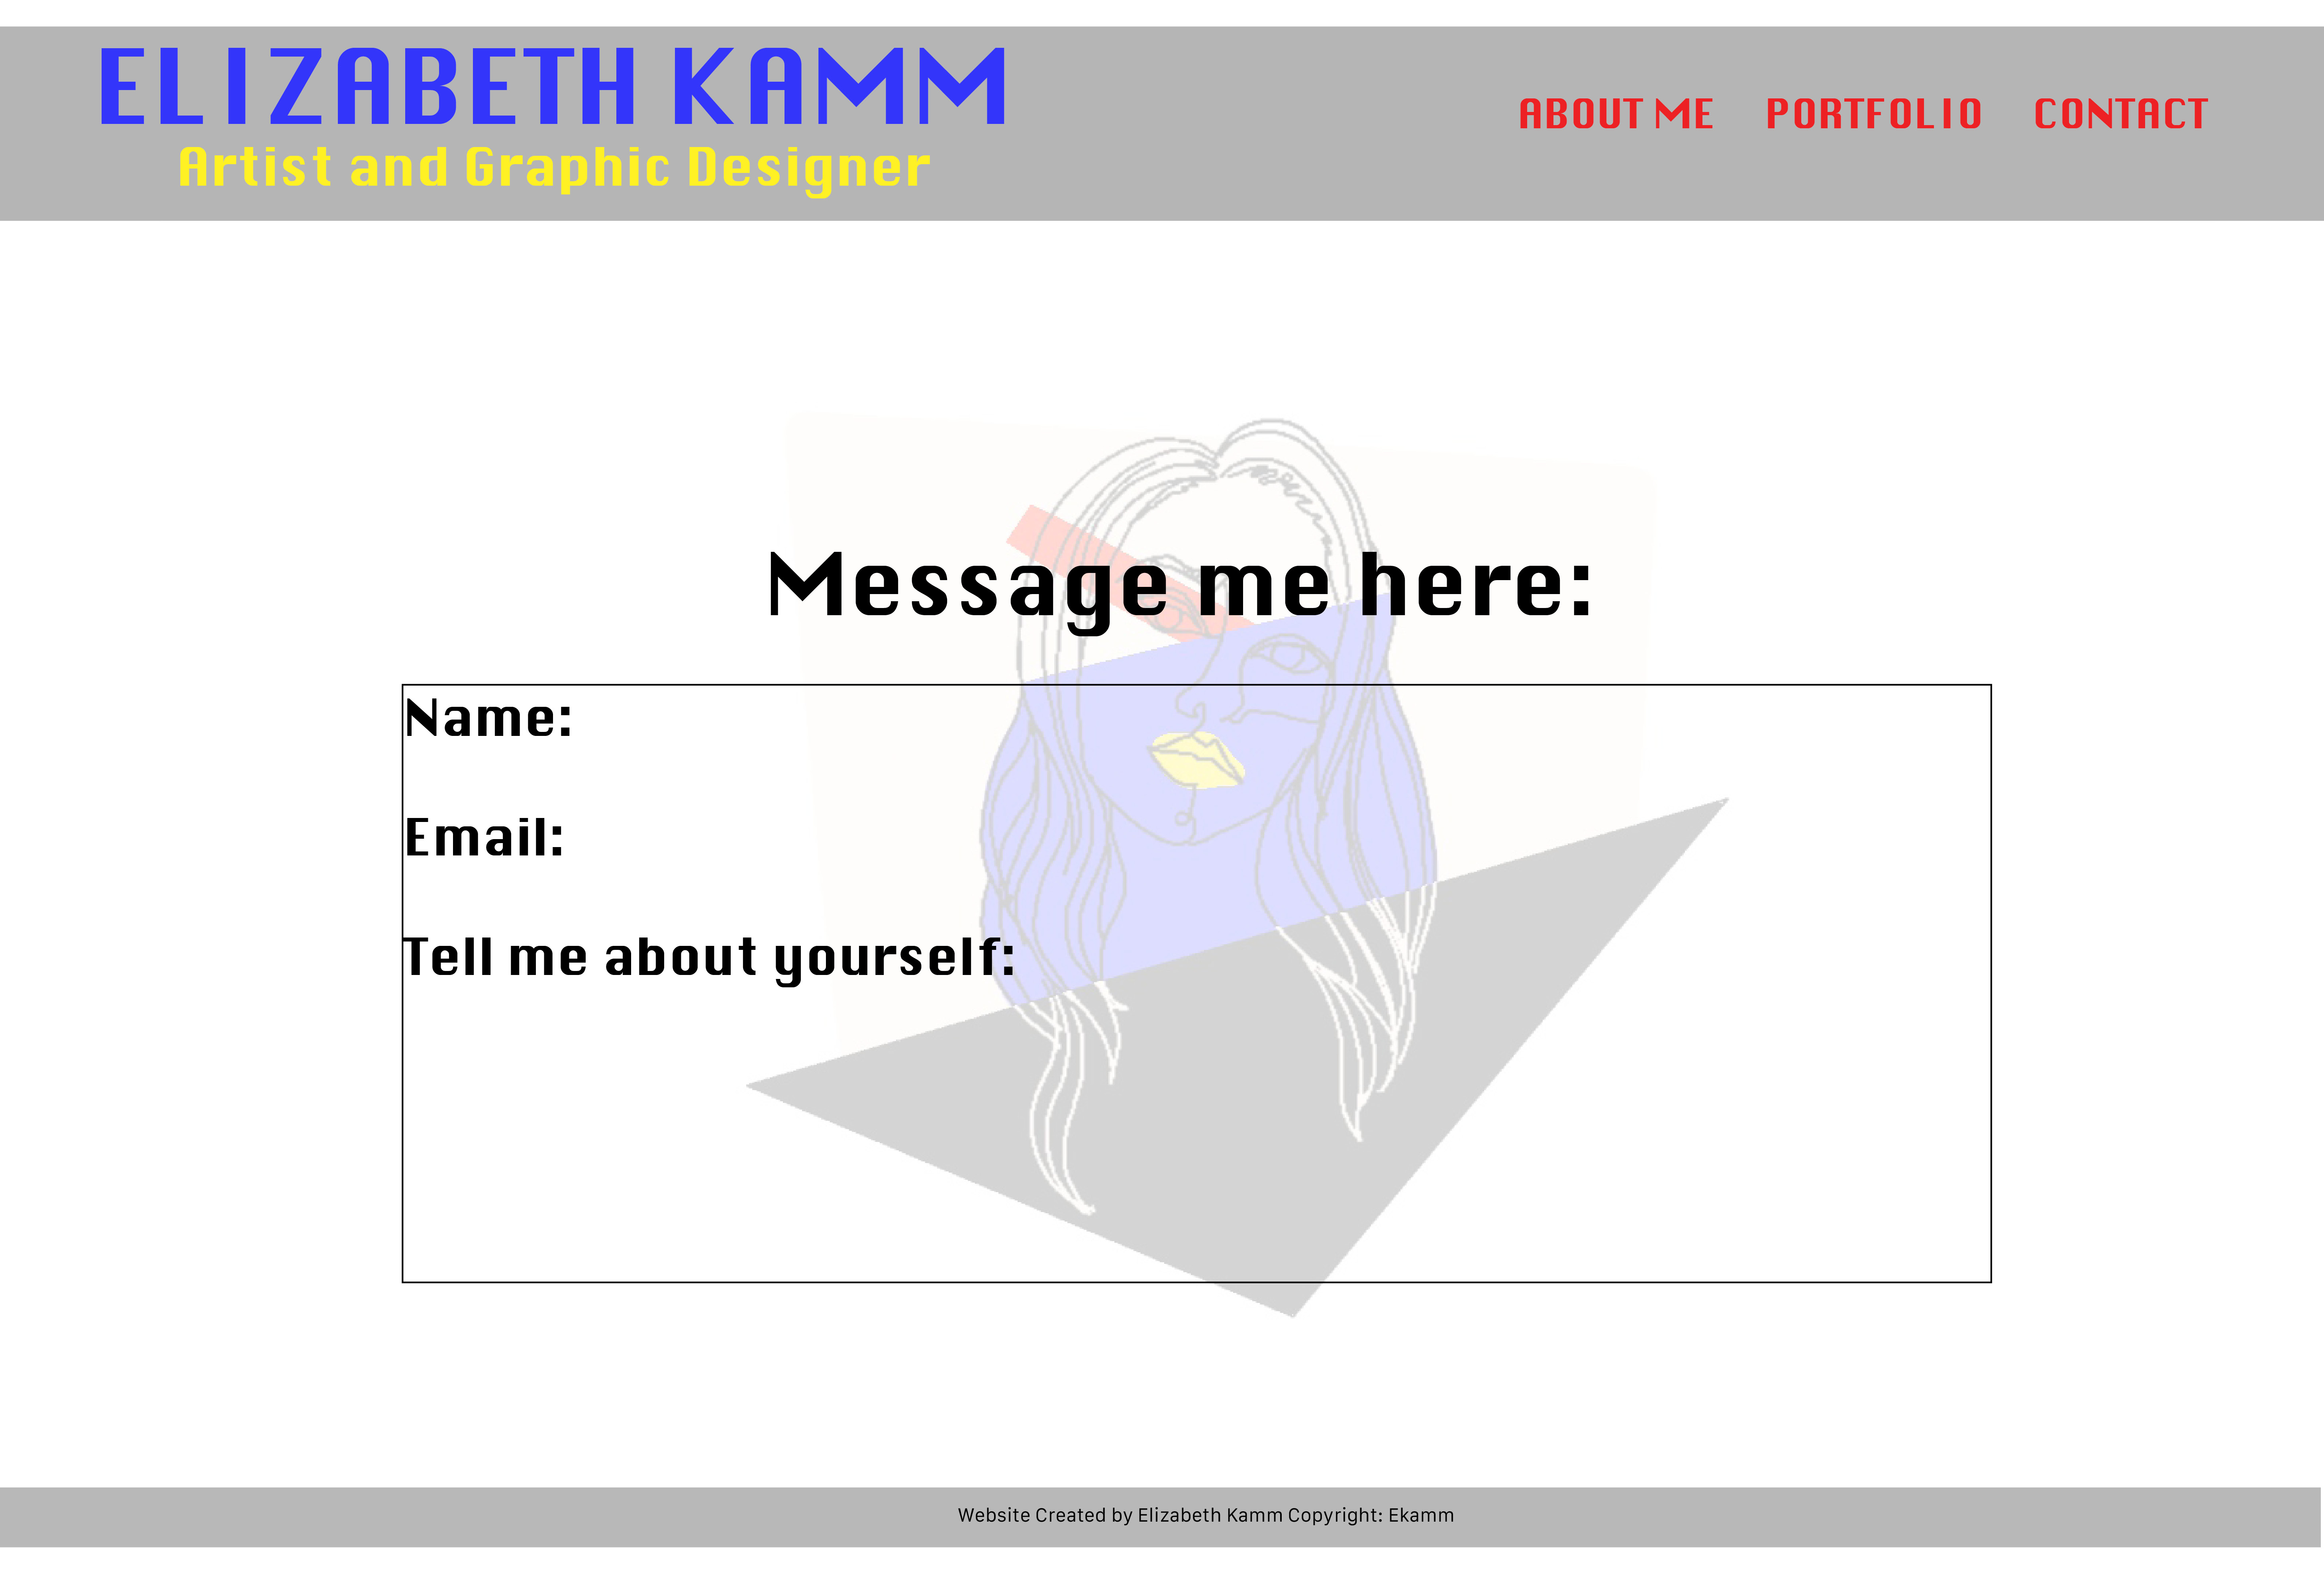 ELIZABETH KAMM
Artist and Graphic Designer
ABOUT ME PORTFOLIO CONTACT
Message me here:
Name:
Email:
Tell me about yourself:
Website Created by Elizabeth Kamm Copyright: Ekamm